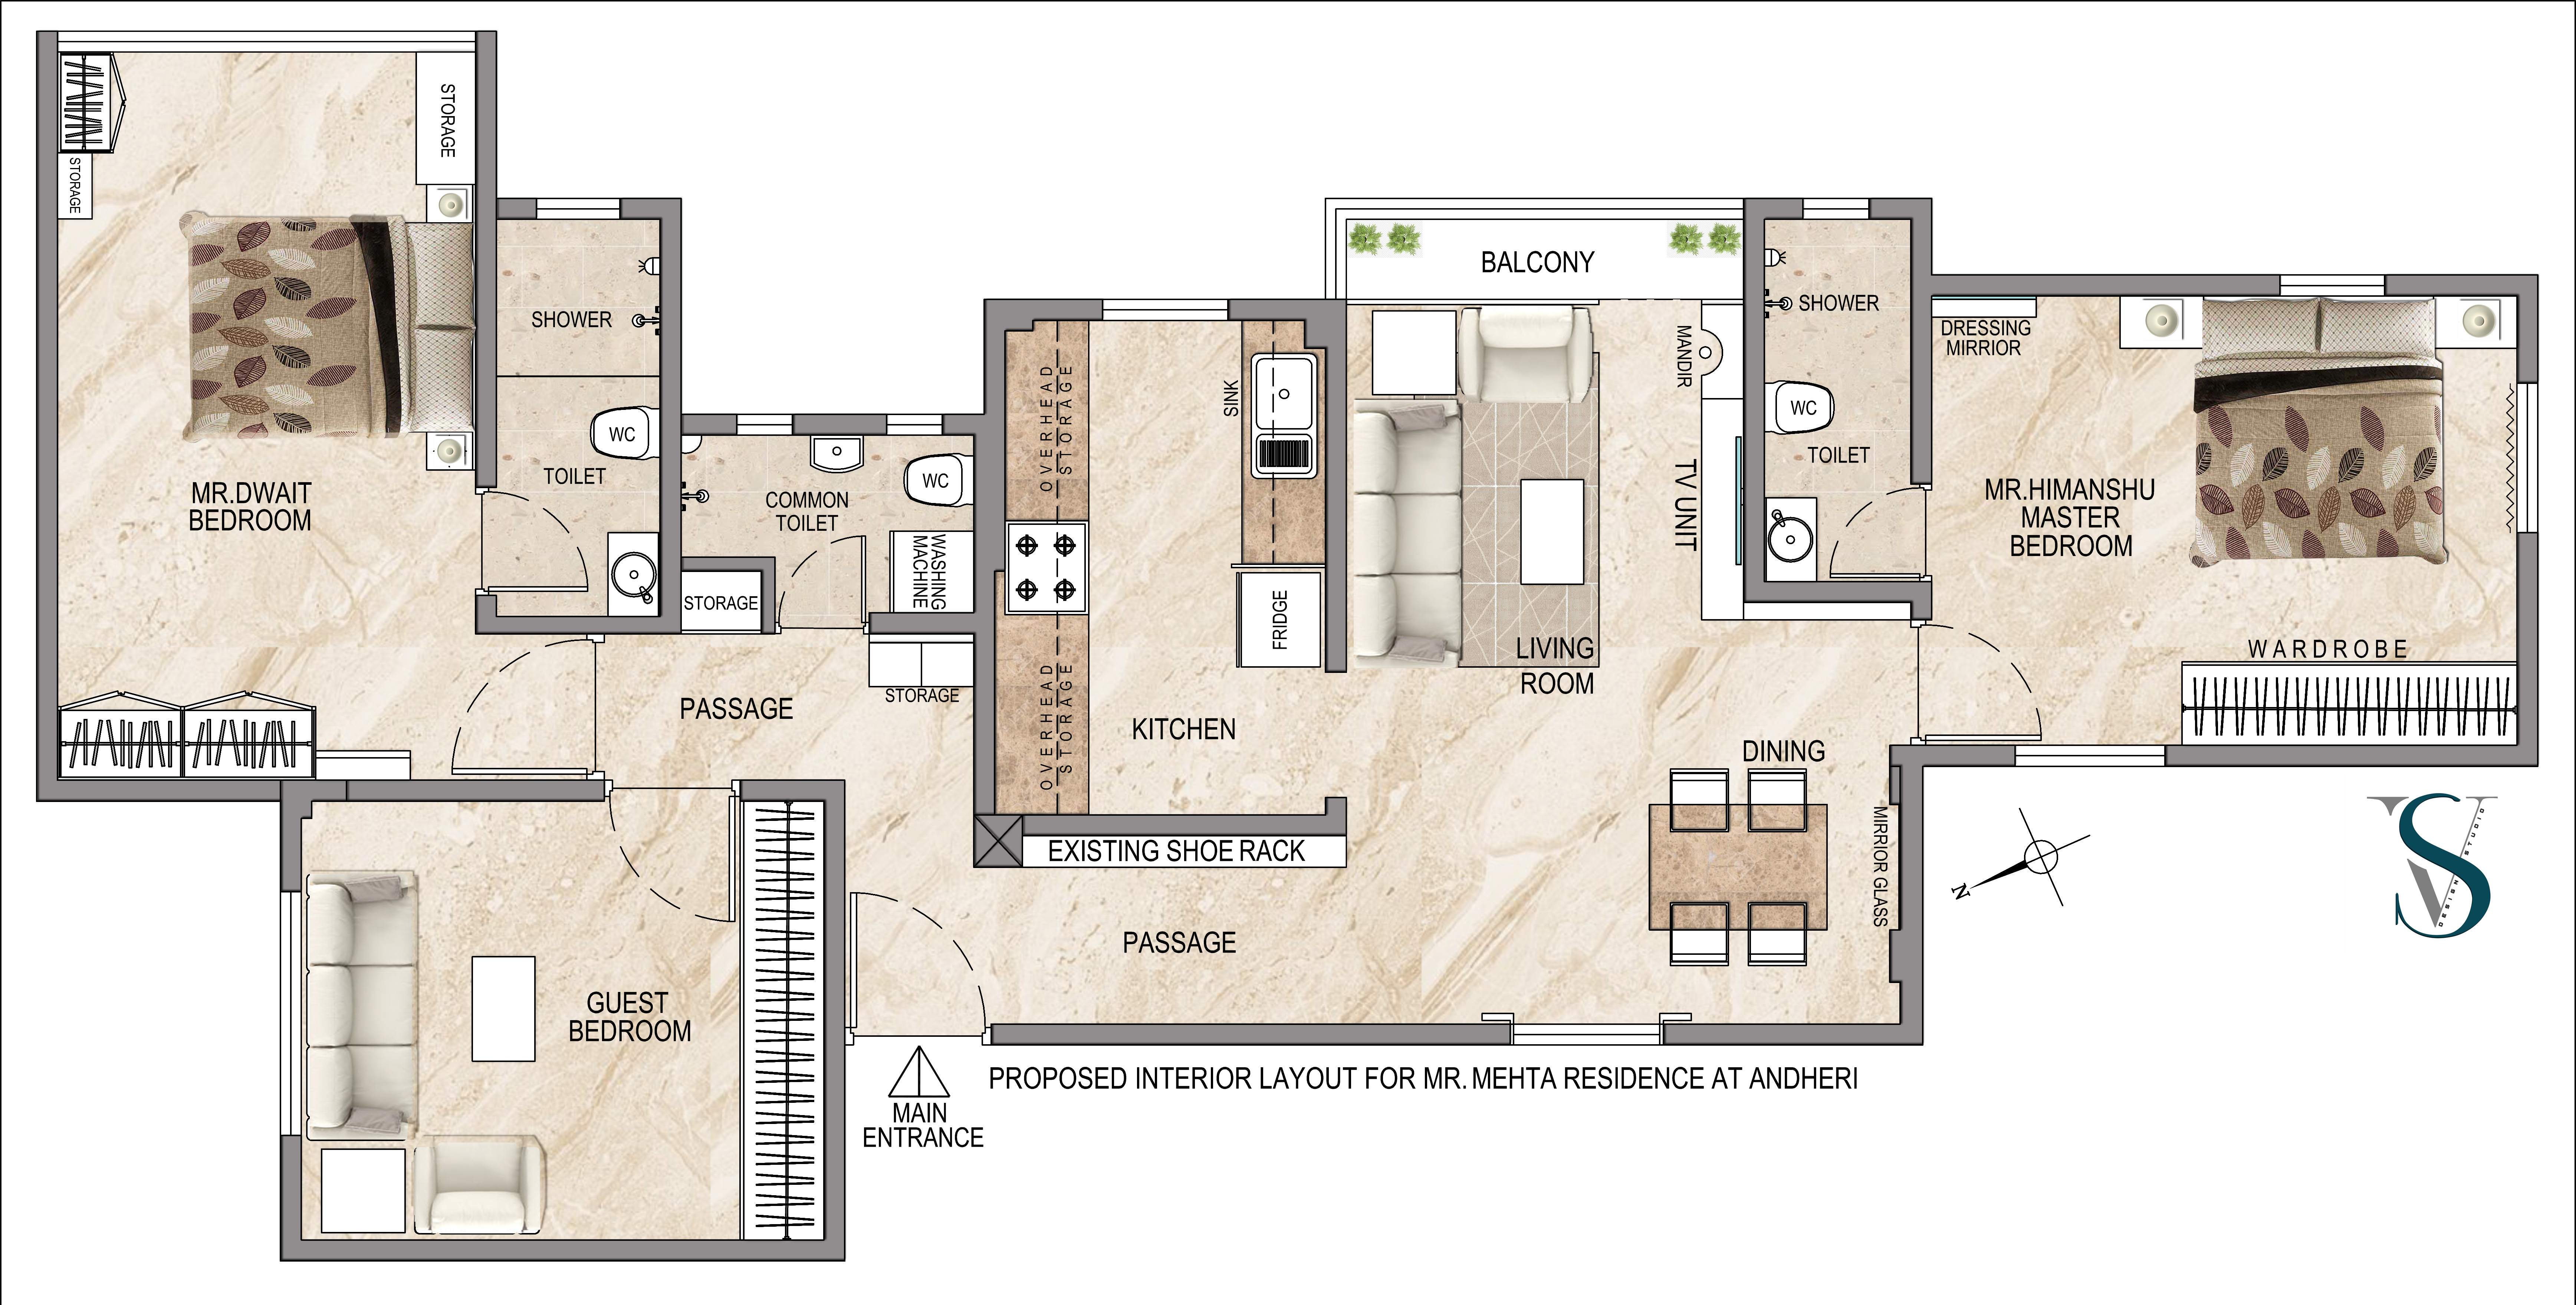 STORAGE
STORAGE
MR.DWAIT
BEDROOM
SHOWER
WC
TOILET
COMMON
TOILET
WC
WASHING
MACHINE
STORAGE
STORAGE
PASSAGE
OVERHEAD
STORAGE
OVERHEAD
STORAGE
SINK
FRIDGE
KITCHEN
EXISTING SHOE RACK
BALCONY
MANDIR
TV UNIT
LIVING
ROOM
SHOWER
WC
TOILET
DRESSING
MIRRIOR
MR.HIMANSHU
MASTER
BEDROOM
WARDROBE
DINING
MIRRIOR GLASS
PASSAGE
GUEST
BEDROOM
MAIN
ENTRANCE
PROPOSED INTERIOR LAYOUT FOR MR. MEHTA RESIDENCE AT ANDHERI
N
VS
DESIGN STUDIO